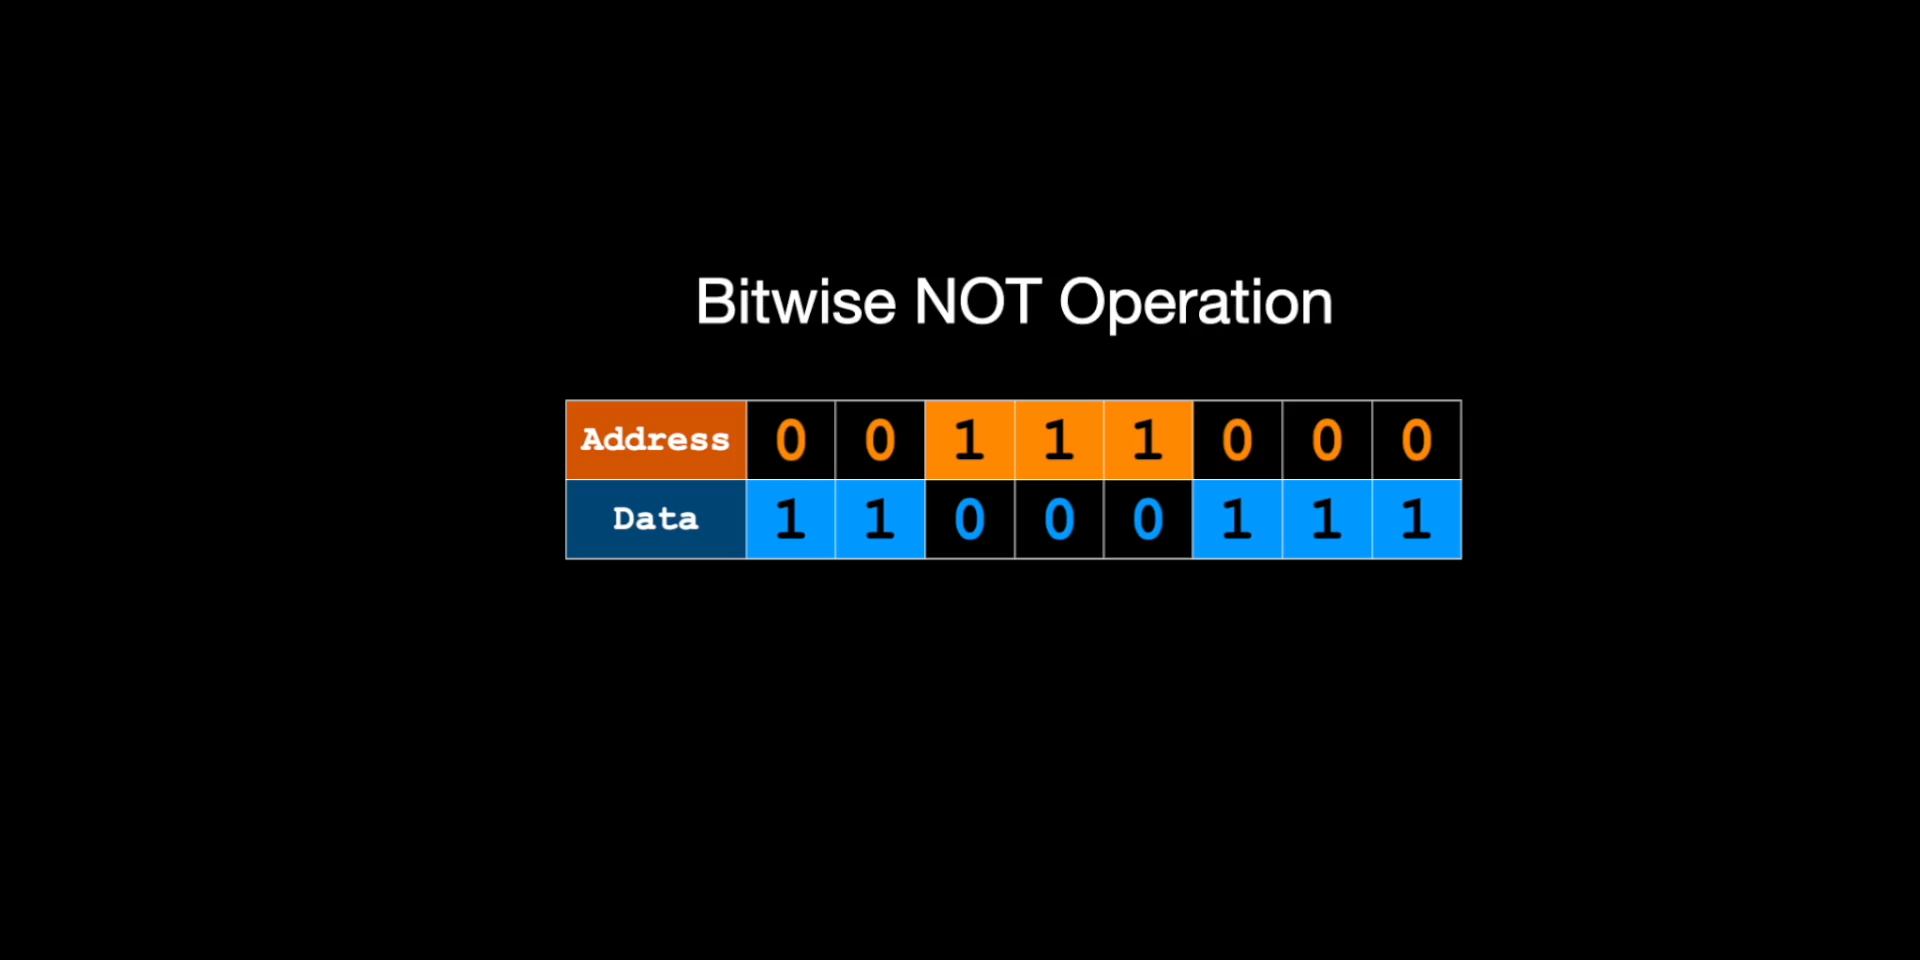 Bitwise NOT Operation
Address 0 0 1 1 1 0 0 0
Data 1 1 0 0 0 1 1 1